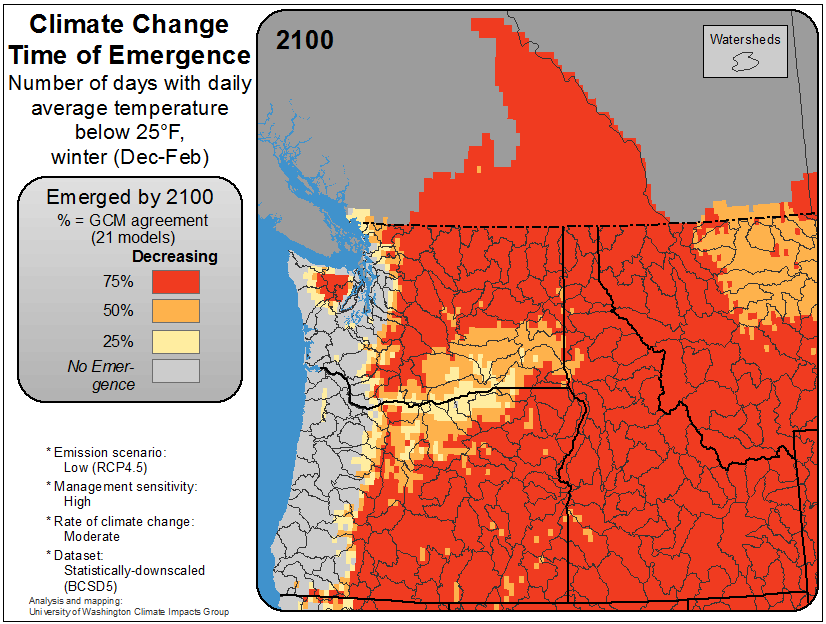 Climate Change
Time of Emergence
Number of days with daily
average temperature
below 25°F,
winter (Dec-Feb)
Emerged by 2100
% = GCM agreement
(21 models)
Decreasing
75%
50%
25%
No Emer-
gence
* Emission scenario:
Low (RCP4.5)
* Management sensitivity:
High
* Rate of climate change:
Moderate
* Dataset:
Statistically-downscaled
(BCSD5)
Analysis and mapping:
University of Washington Climate Impacts Group
2100
Watersheds